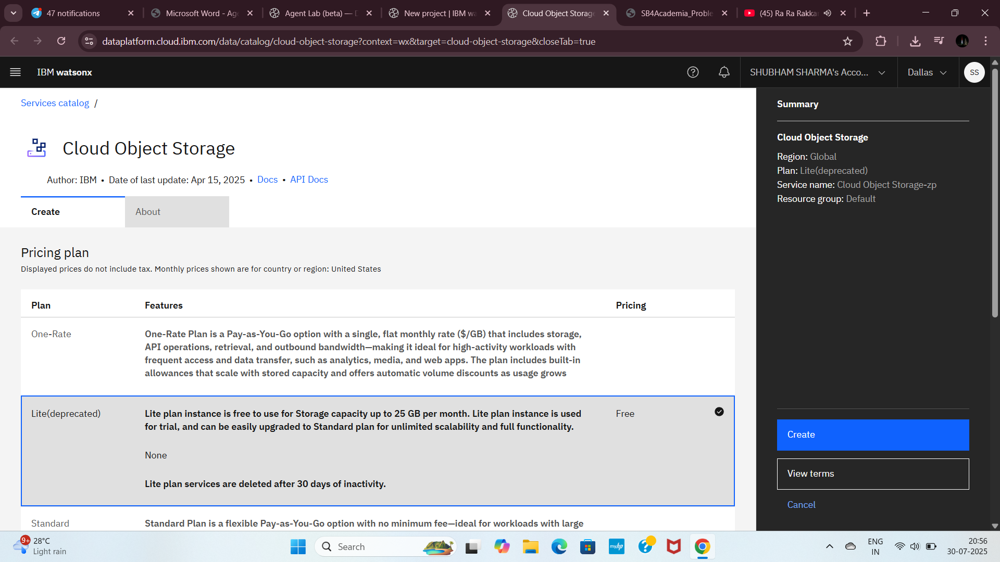 47 notifications
Microsoft Word - Age
Agent Lab (beta) — D
New project | IBM wa
Cloud Object Storage
SB4Academia_Proble
(45) Ra Ra Rakkar
dataplatform.cloud.ibm.com/data/catalog/cloud-object-storage?context=wx&target=cloud-object-storage&closeTab=true
IBM watsonx
SHUBHAM SHARMA's Acco...
Dallas
SS
Services catalog /
Cloud Object Storage
Author: IBM • Date of last update: Apr 15, 2025 • Docs • API Docs
Create
About
Pricing plan
Displayed prices do not include tax. Monthly prices shown are for country or region: United States
Plan
Features
Pricing
One-Rate
One-Rate Plan is a Pay-as-You-Go option with a single, flat monthly rate ($/GB) that includes storage,
API operations, retrieval, and outbound bandwidth—making it ideal for high-activity workloads with
frequent access and data transfer, such as analytics, media, and web apps. The plan includes built-in
allowances that scale with stored capacity and offers automatic volume discounts as usage grows
Lite(deprecated)
Lite plan instance is free to use for Storage capacity up to 25 GB per month. Lite plan instance is used
for trial, and can be easily upgraded to Standard plan for unlimited scalability and full functionality.
Free
None
Lite plan services are deleted after 30 days of inactivity.
Standard
Standard Plan is a flexible Pay-as-You-Go option with no minimum fee—ideal for workloads with large
Summary
Cloud Object Storage
Region: Global
Plan: Lite(deprecated)
Service name: Cloud Object Storage-zp
Resource group: Default
Create
View terms
Cancel
9+
28°C
Light rain
Search
myhp
ENG
IN
20:56
30-07-2025